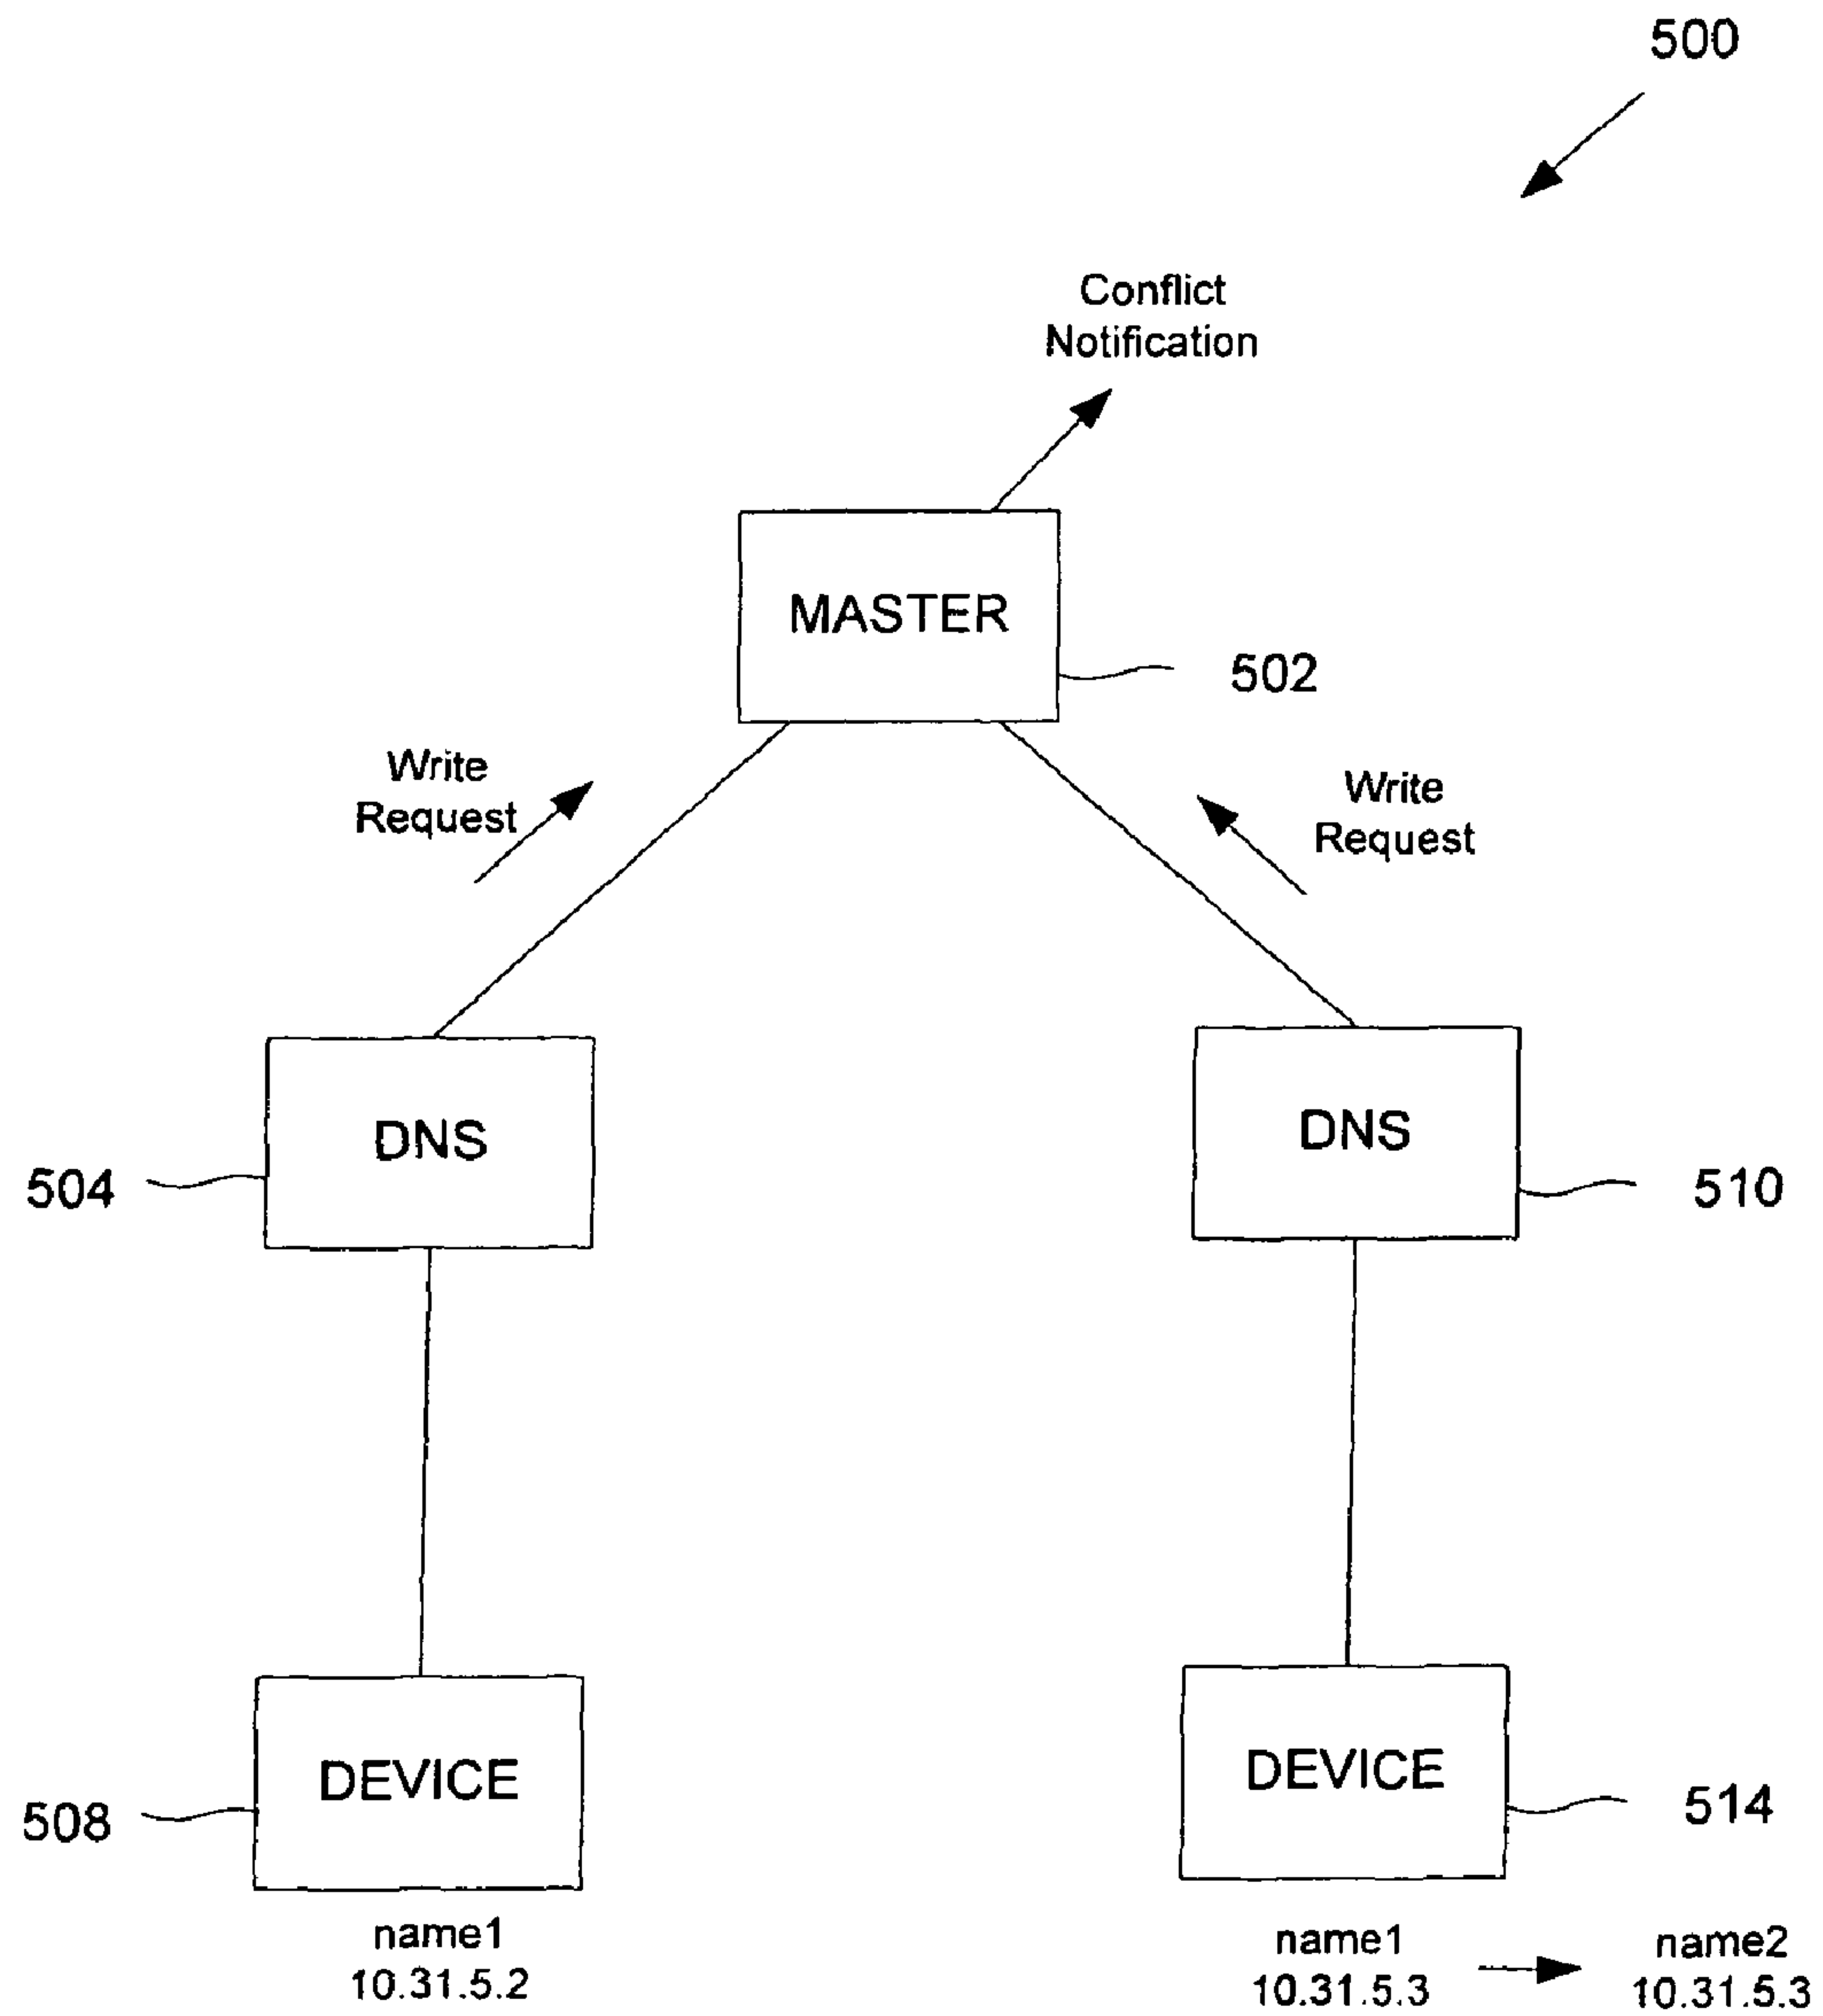 500
Conflict
Notification
MASTER
502
Write
Request
Write
Request
DNS
504
DNS
510
DEVICE
508
DEVICE
514
name1
10.31.5.2
name1
10.31.5.3
name2
10.31.5.3